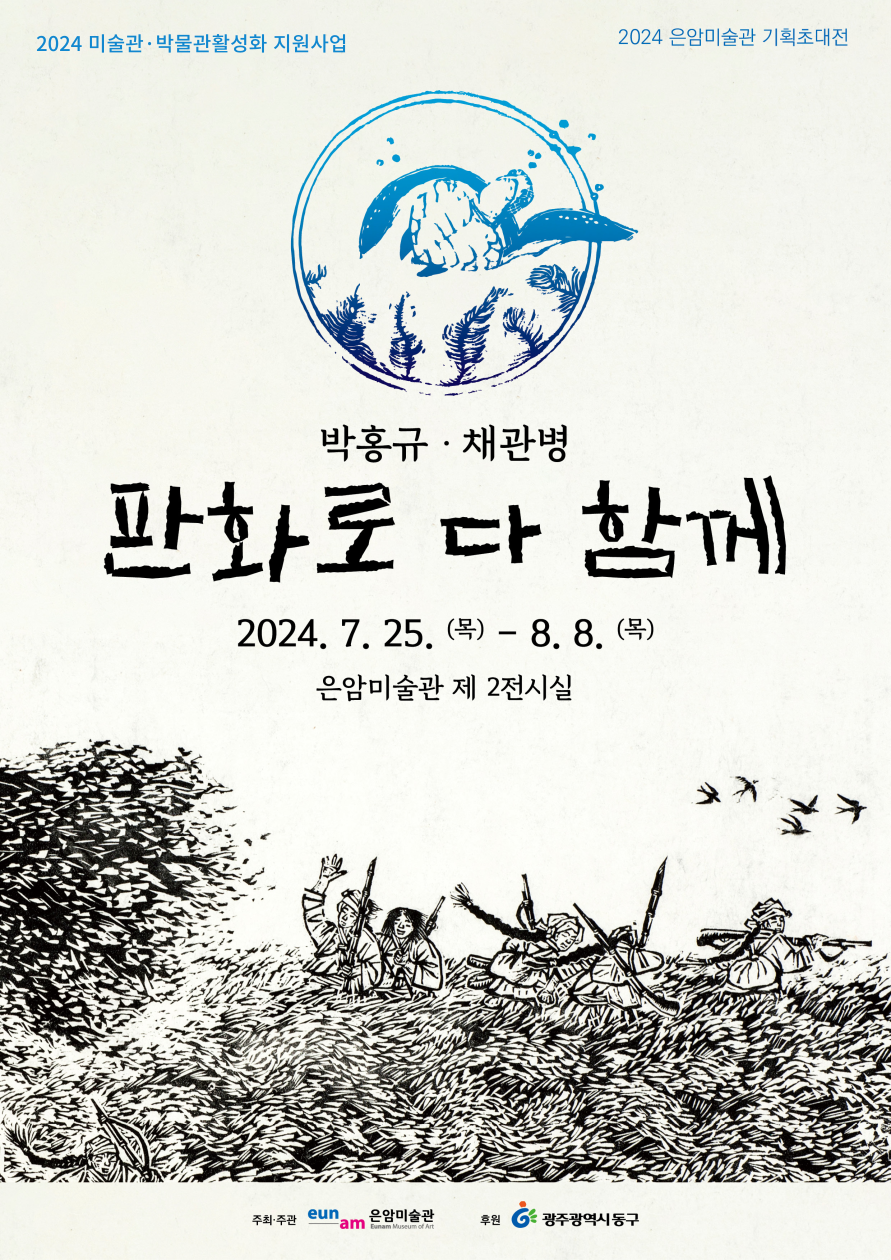 2024 미술관·박물관활성화 지원사업
2024 은암미술관 기획초대전
박홍규 · 채관병
판화로 다 함께
2024. 7. 25. (목) – 8. 8. (목)
은암미술관 제 2전시실
주최·주관 eunam 은암미술관 Eunam Museum of Art 후원 광주광역시 동구